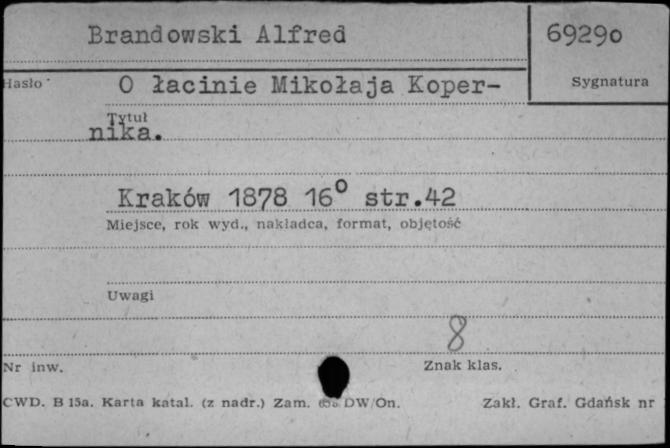 Brandowski Alfred
69290
Hasło
O łacinie Mikołaja Koper-
Sygnatura
Tytuł
nika.
Kraków 1878 16° str.42
Miejsce, rok wyd., nakładca, format, objętość
Uwagi
8
Nr inw.
Znak klas.
CWD. B 15a. Karta katal. (z nadr.) Zam. DW/On.
Zakł. Graf. Gdańsk nr